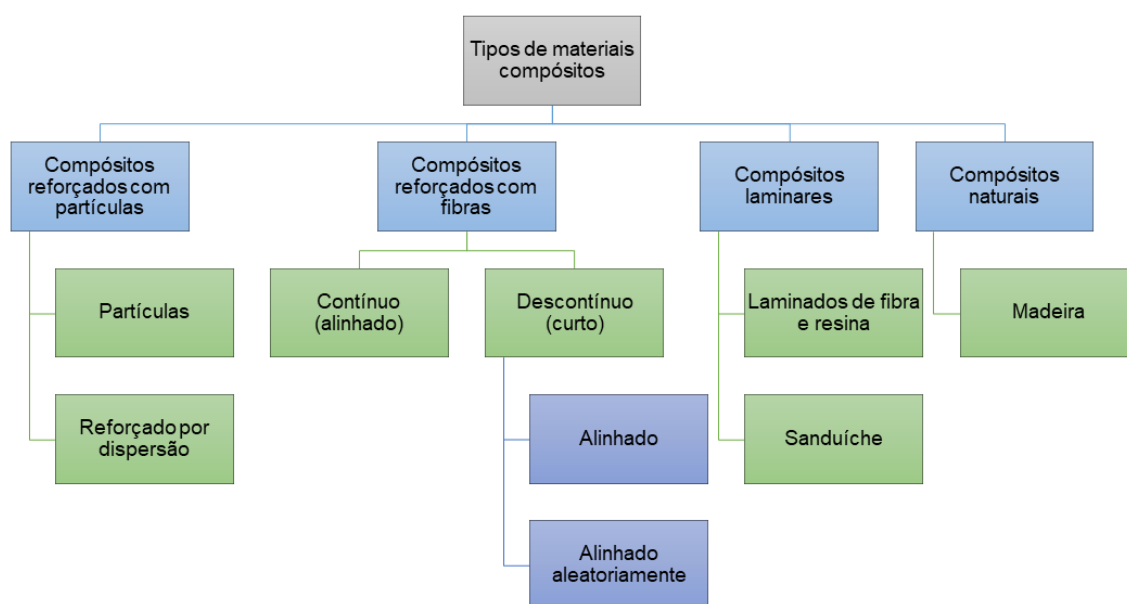 Tipos de materiais
compósitos
Compósitos
reforçados com
partículas
Compósitos
reforçados com
fibras
Compósitos
laminares
Compósitos
naturais
Partículas
Contínuo
(alinhado)
Descontínuo
(curto)
Laminados de fibra
e resina
Madeira
Reforçado por
dispersão
Alinhado
Sanduíche
Alinhado
aleatoriamente